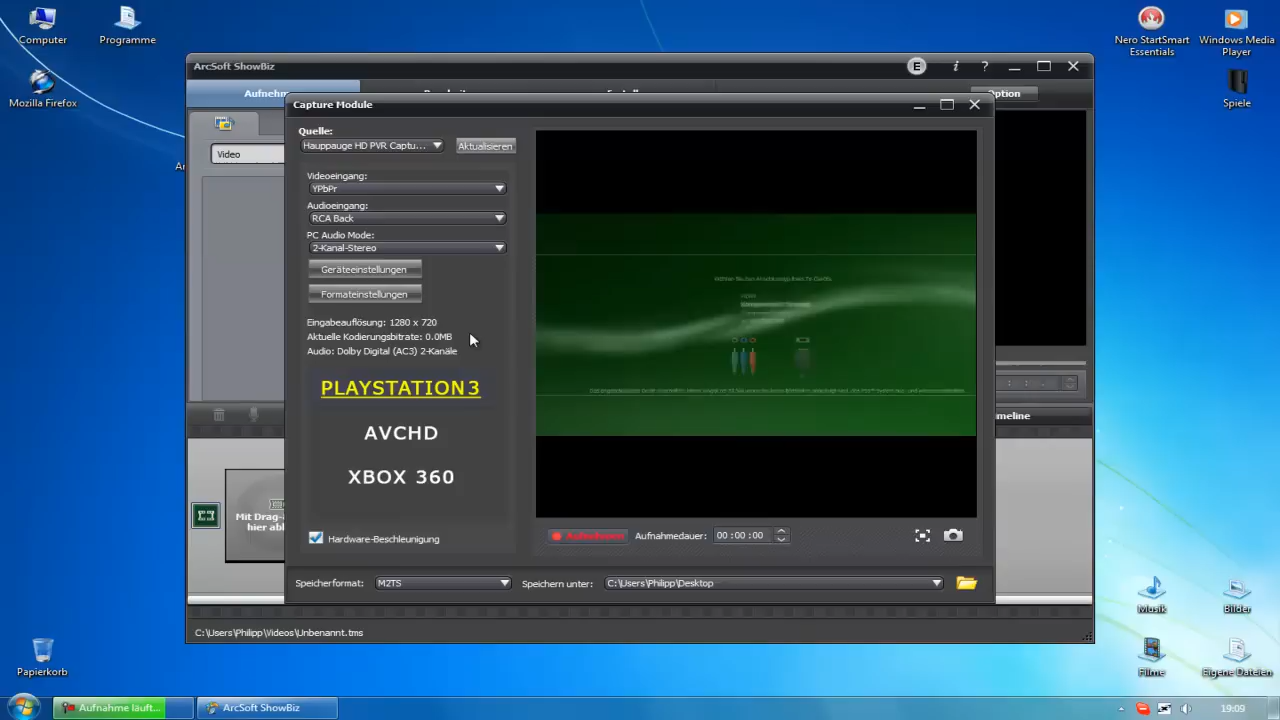 Computer
Programme
Mozilla Firefox
Nero StartSmart
Essentials
Windows Media
Player
Spiele
ArcSoft ShowBiz
E
i
?
Option
Capture Module
Quelle:
Hauppauge HD PVR Captu...
Aktualisieren
Video
Videoeingang:
YPbPr
Audioeingang:
RCA Back
PC Audio Mode:
2-Kanal-Stereo
Geräteeinstellungen
Formateinstellungen
Eingabeauflösung: 1280 x 720
Aktuelle Kodierungsbitrate: 0.0MB
Audio: Dolby Digital (AC3) 2-Kanäle
PLAYSTATION 3
AVCHD
XBOX 360
Hardware-Beschleunigung
Aufnehmen
Aufnahmedauer:
00 :00 : 00
Speicherformat:
M2TS
Speichern unter:
C:\Users\Philipp\Desktop
C:\Users\Philipp\Videos\Unbenannt.tms
Musik
Bilder
Filme
Eigene Dateien
Papierkorb
Aufnahme läuft...
ArcSoft ShowBiz
19:09